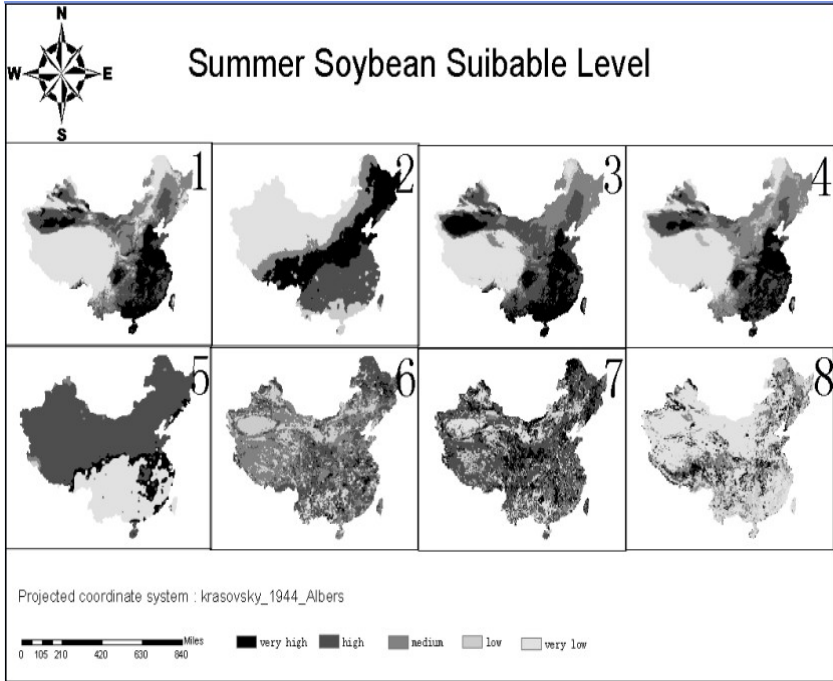 N
W E
S
Summer Soybean Suibable Level
1 2 3 4
5 6 7 8
Projected coordinate system : krasovsky_1944_Albers
Miles
0 105 210 420 630 840
very high high medium low very low